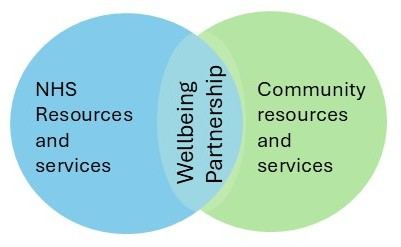 NHS
Resources
and
services
Wellbeing
Partnership
Community
resources
and
services